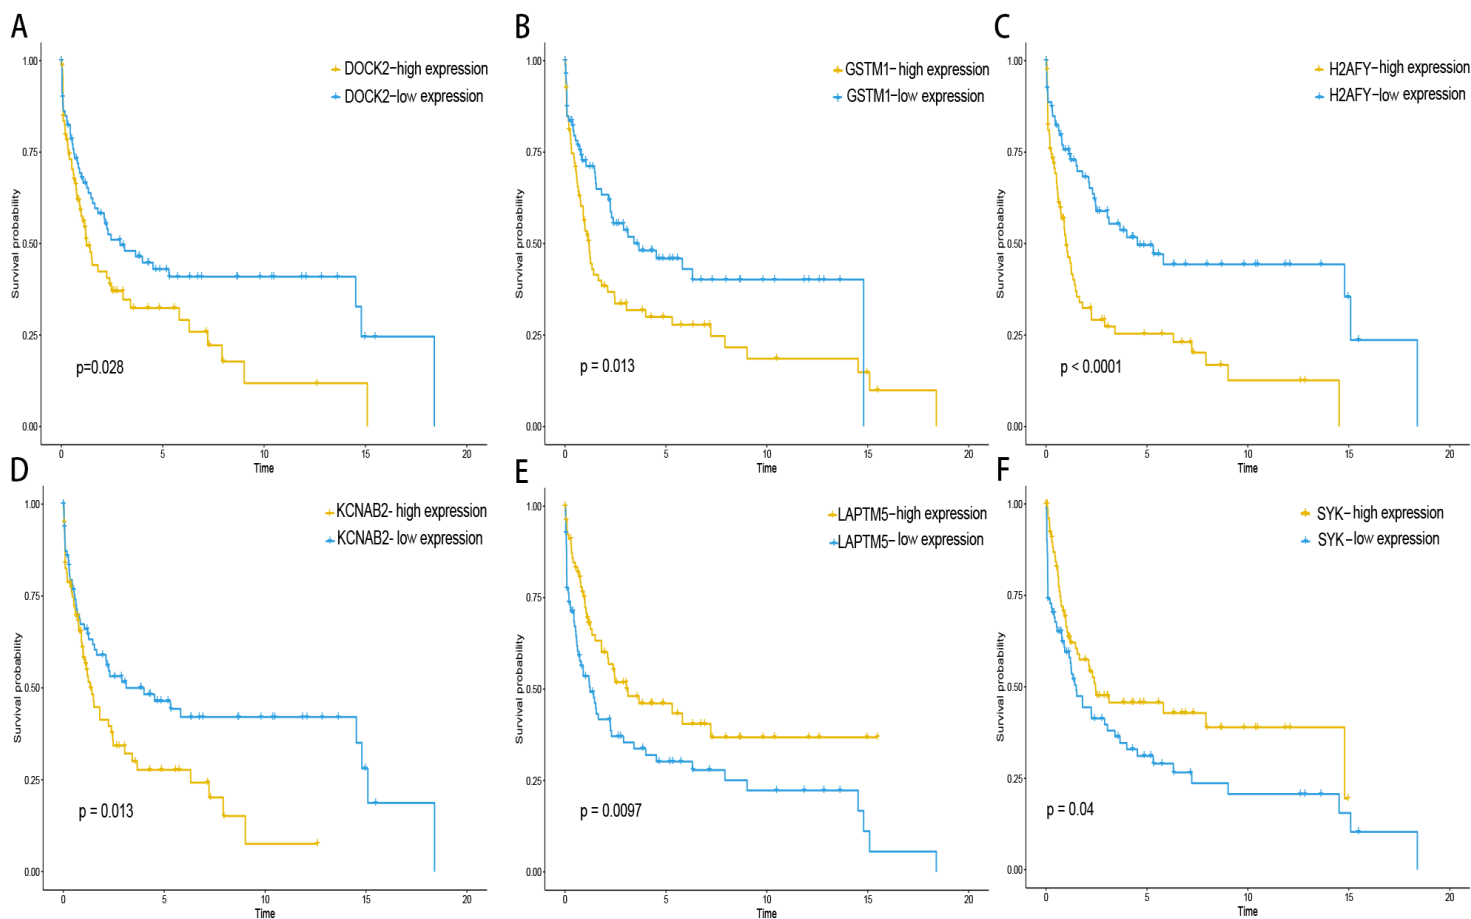 A
DOCK2-high expression
DOCK2-low expression
Survival probability
1.00
0.75
0.50
0.25
0.00
p=0.028
0 5 10 15 20
Time
B
GSTM1-high expression
GSTM1-low expression
Survival probability
1.00
0.75
0.50
0.25
0.00
p = 0.013
0 5 10 15 20
Time
C
H2AFY-high expression
H2AFY-low expression
Survival probability
1.00
0.75
0.50
0.25
0.00
p < 0.0001
0 5 10 15 20
Time
D
KCNAB2- high expression
KCNAB2- low expression
Survival probability
1.00
0.75
0.50
0.25
0.00
p = 0.013
0 5 10 15 20
Time
E
LAPTM5-high expression
LAPTM5-low expression
Survival probability
1.00
0.75
0.50
0.25
0.00
p = 0.0097
0 5 10 15 20
Time
F
SYK-high expression
SYK-low expression
Survival probability
1.00
0.75
0.50
0.25
0.00
p = 0.04
0 5 10 15 20
Time